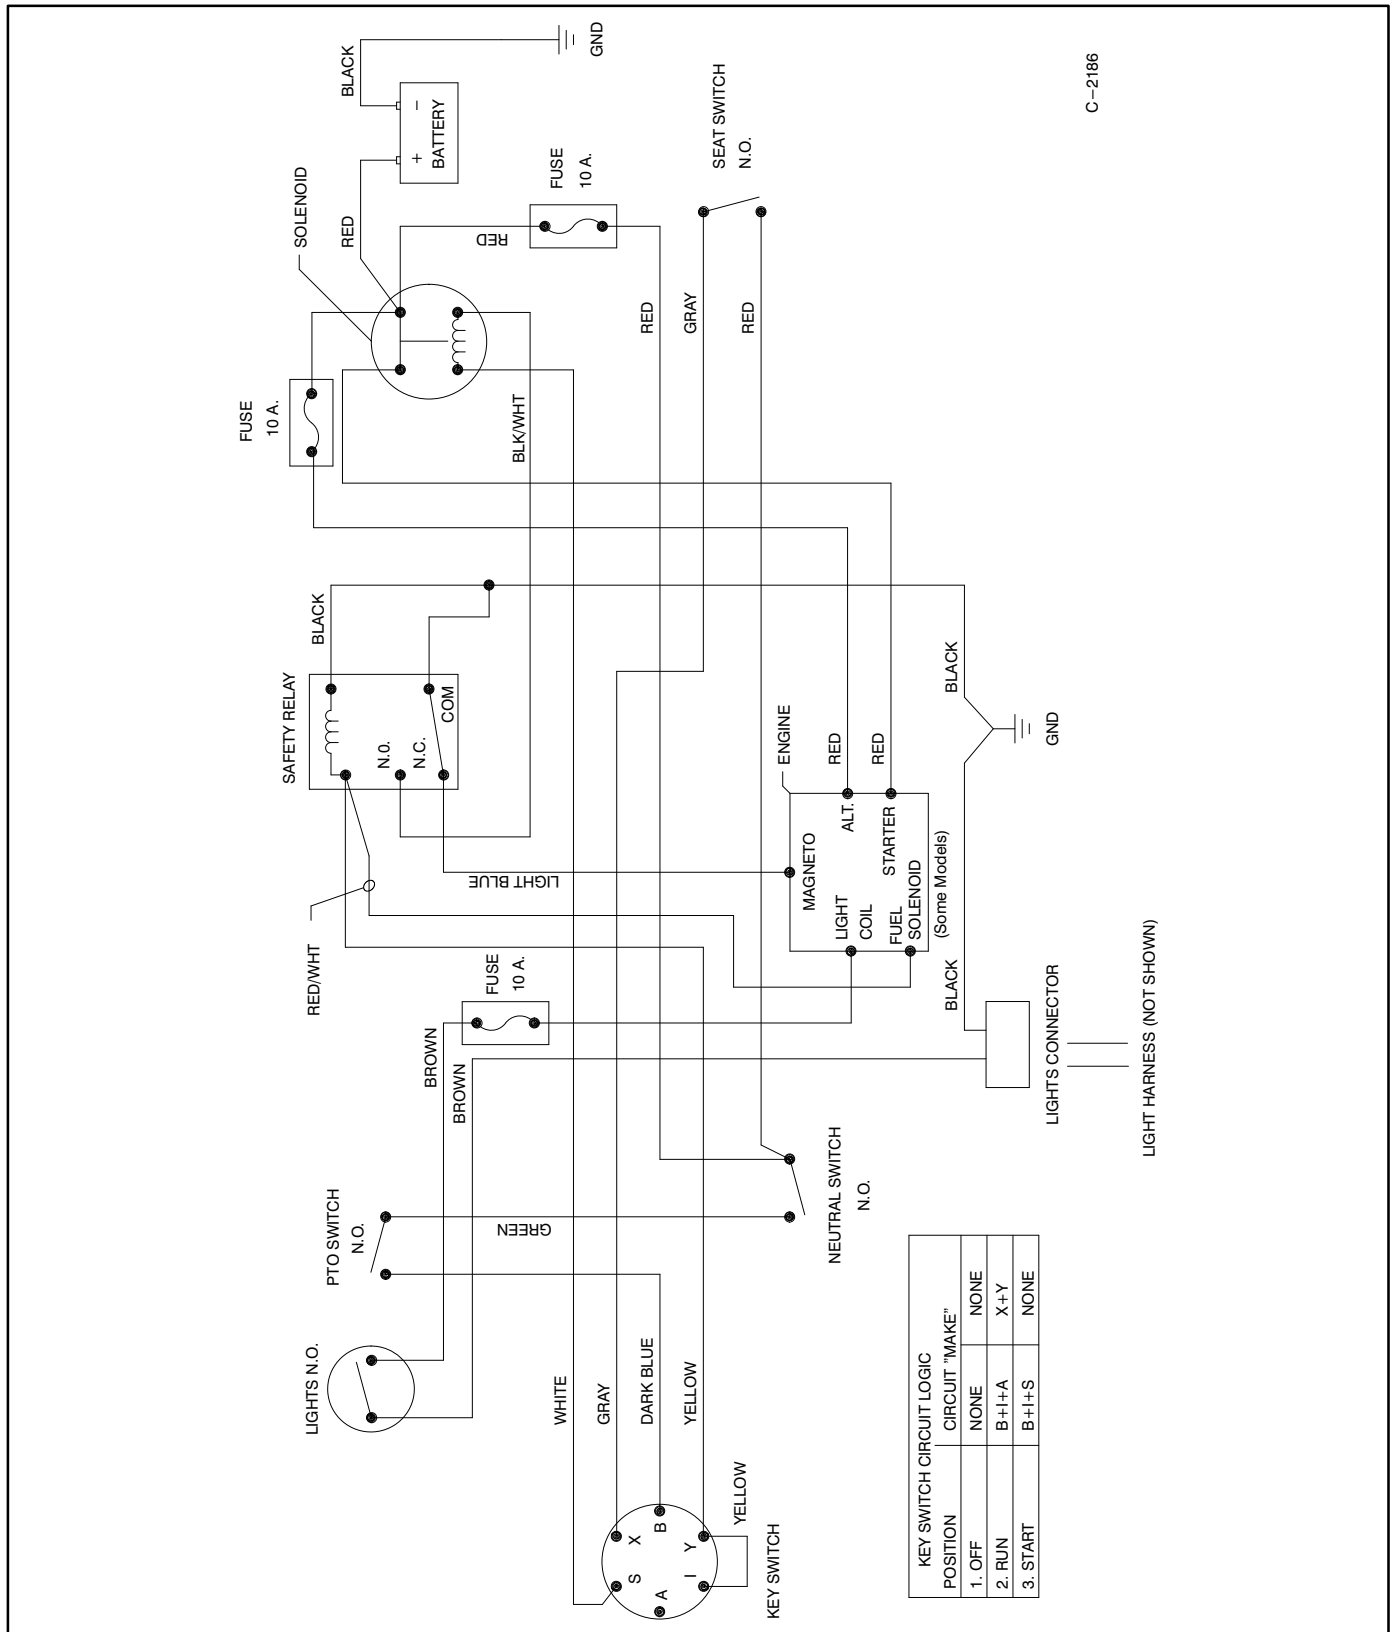 BLACK
GND
BATTERY
+
−
SOLENOID
RED
RED
FUSE
10 A.
SEAT SWITCH
N.O.
C−2186
FUSE
10 A.
BLK/WHT
RED
GRAY
RED
SAFETY RELAY
BLACK
N.0.
N.C.
COM
BLACK
GND
ENGINE
RED
RED
MAGNETO
ALT.
STARTER
LIGHT
COIL
FUEL
SOLENOID
(Some Models)
LIGHT BLUE
RED/WHT
FUSE
10 A.
BLACK
LIGHTS CONNECTOR
LIGHT HARNESS (NOT SHOWN)
BROWN
BROWN
PTO SWITCH
N.O.
GREEN
NEUTRAL SWITCH
N.O.
LIGHTS N.O.
WHITE
GRAY
DARK BLUE
YELLOW
YELLOW
S
X
A
B
I
Y
KEY SWITCH
KEY SWITCH CIRCUIT LOGIC
POSITION CIRCUIT "MAKE"
1. OFF NONE NONE
2. RUN B+I+A X+Y
3. START B+I+S NONE